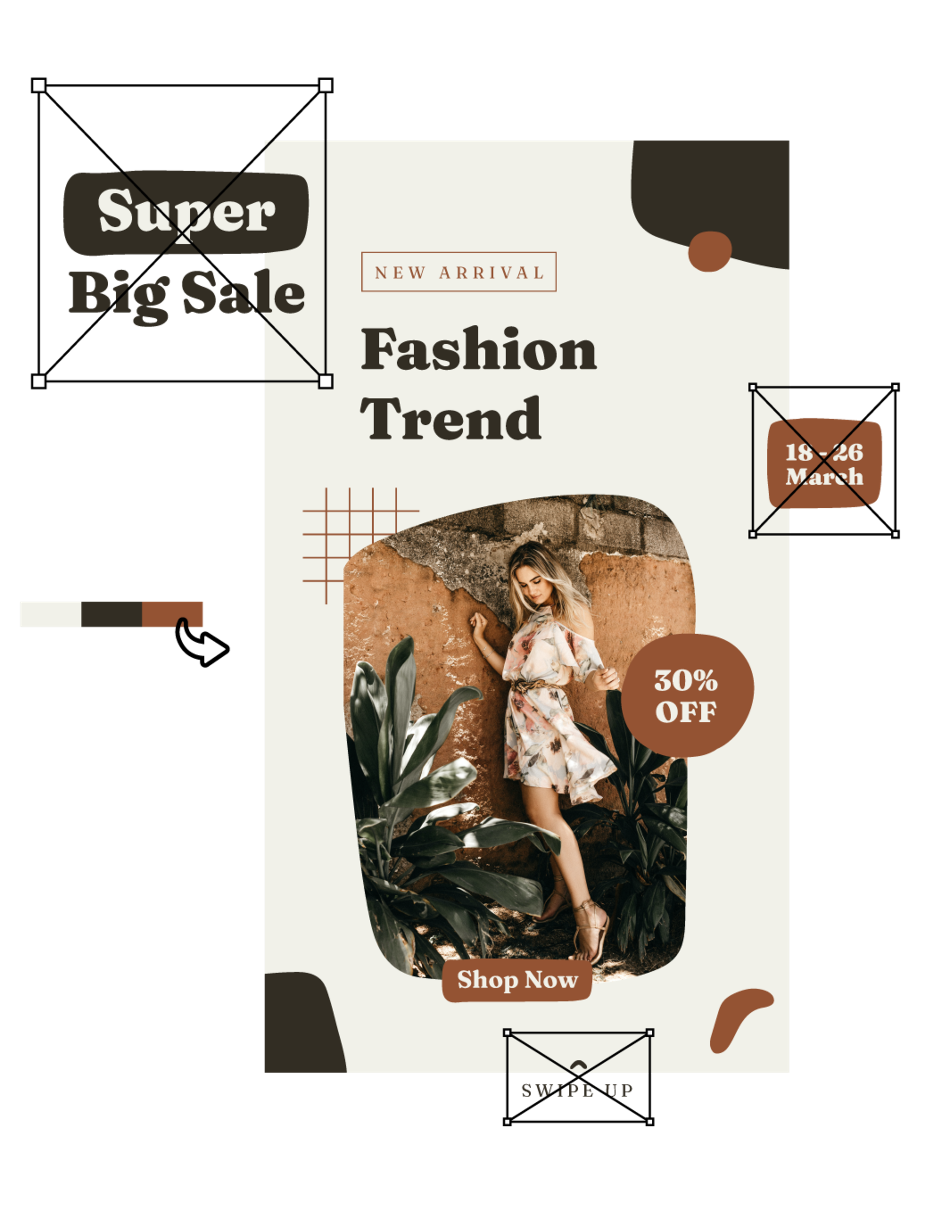 Super
Big Sale
NEW ARRIVAL
Fashion
Trend
18 - 26
March
30%
OFF
Shop Now
SWIPE UP